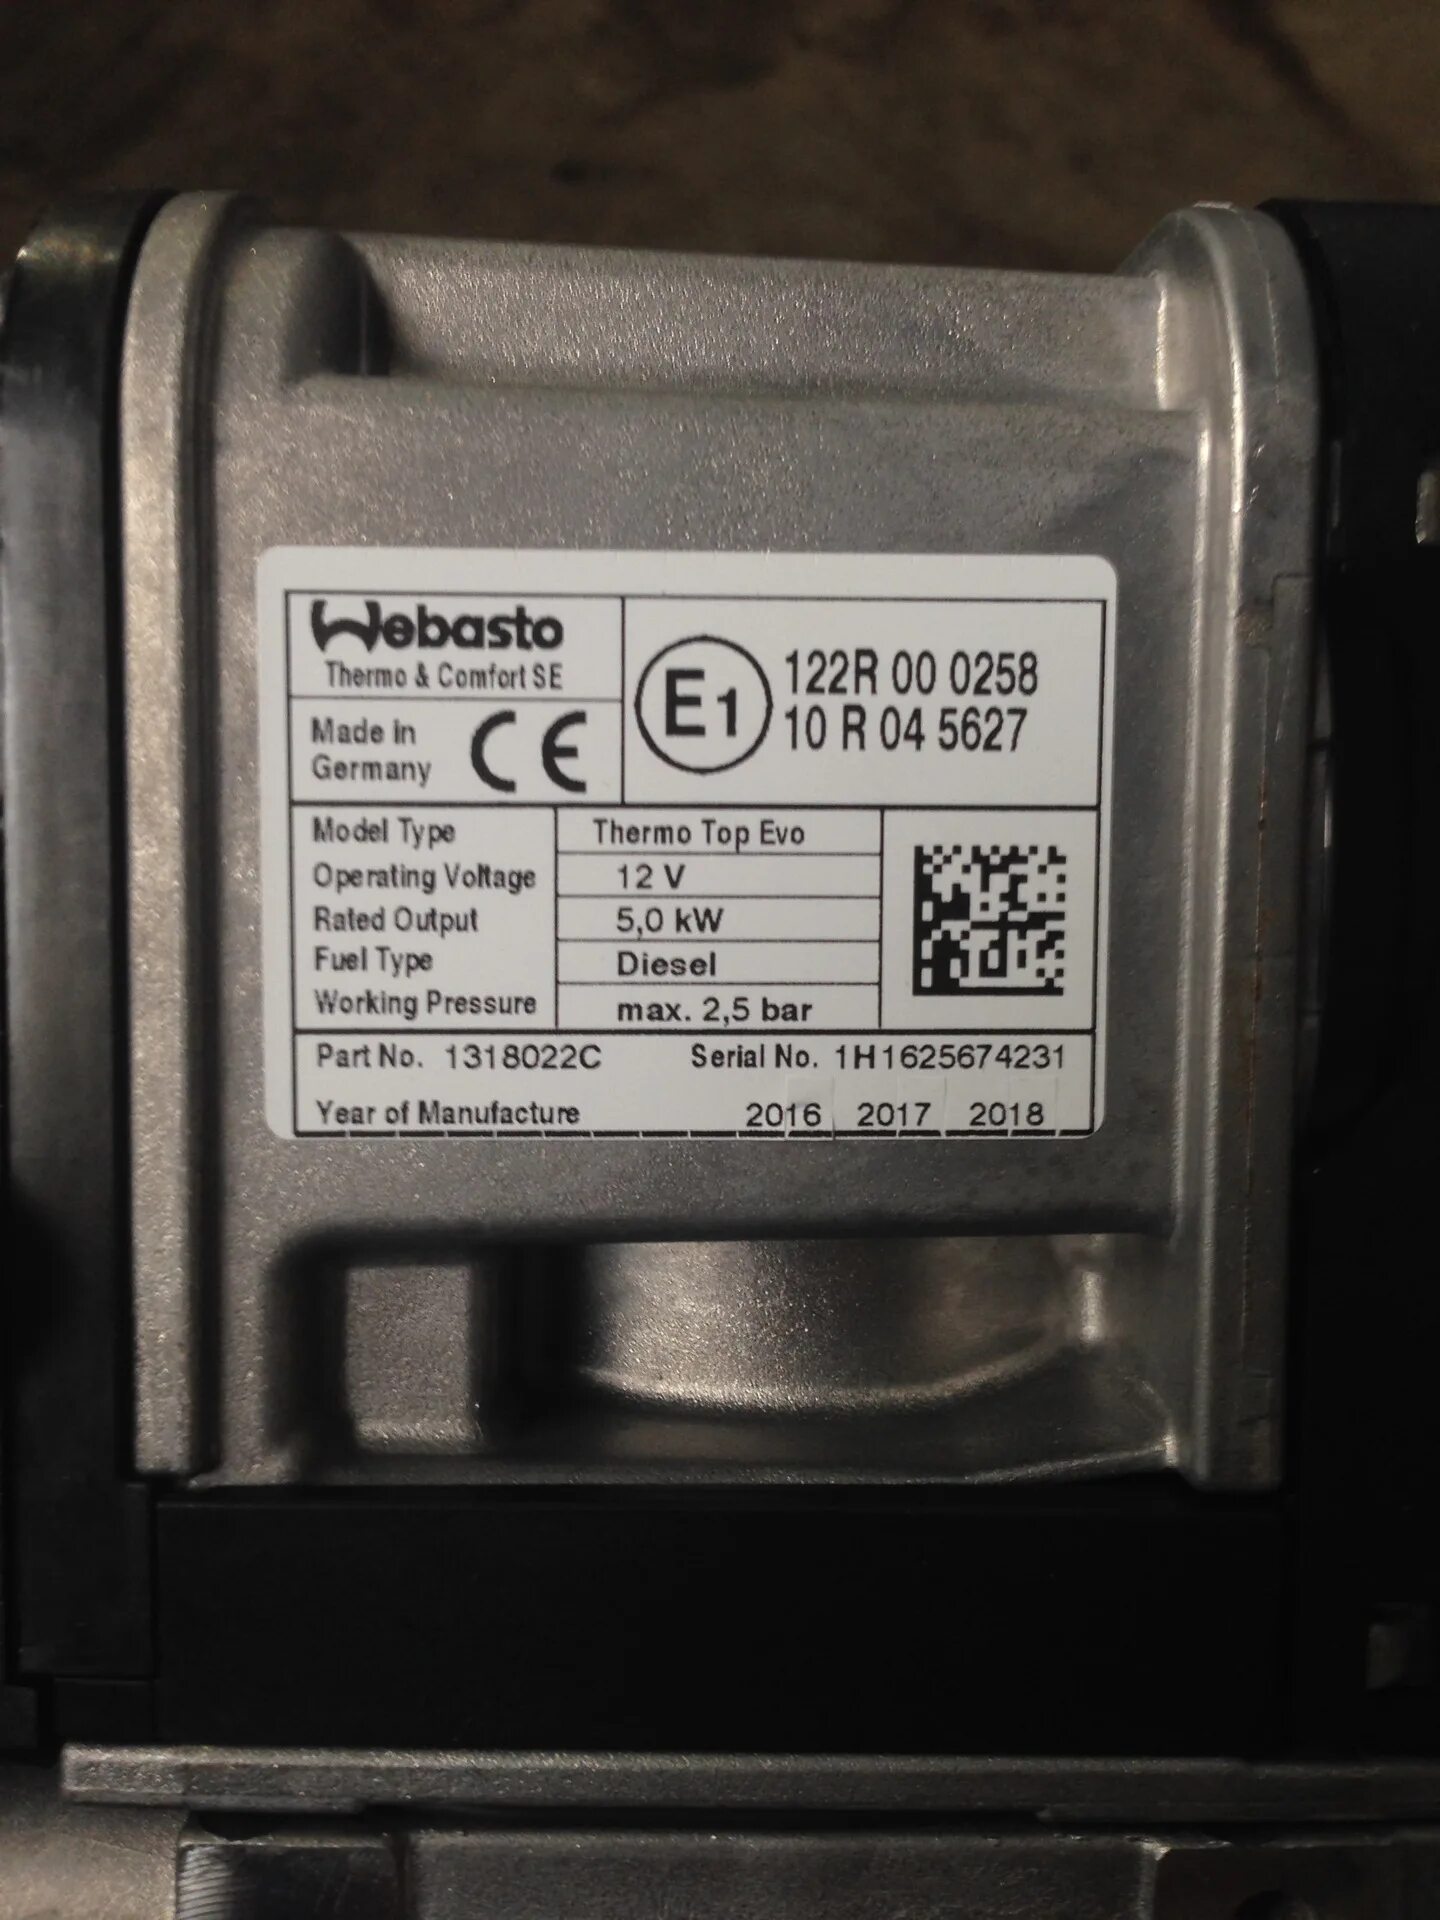 Webasto
Thermo & Comfort SE
Made in
Germany
CE
E1
122R 00 0258
10 R 04 5627
Model Type Thermo Top Evo
Operating Voltage 12 V
Rated Output 5,0 kW
Fuel Type Diesel
Working Pressure max. 2,5 bar
Part No. 1318022C Serial No. 1H1625674231
Year of Manufacture 2016 2017 2018